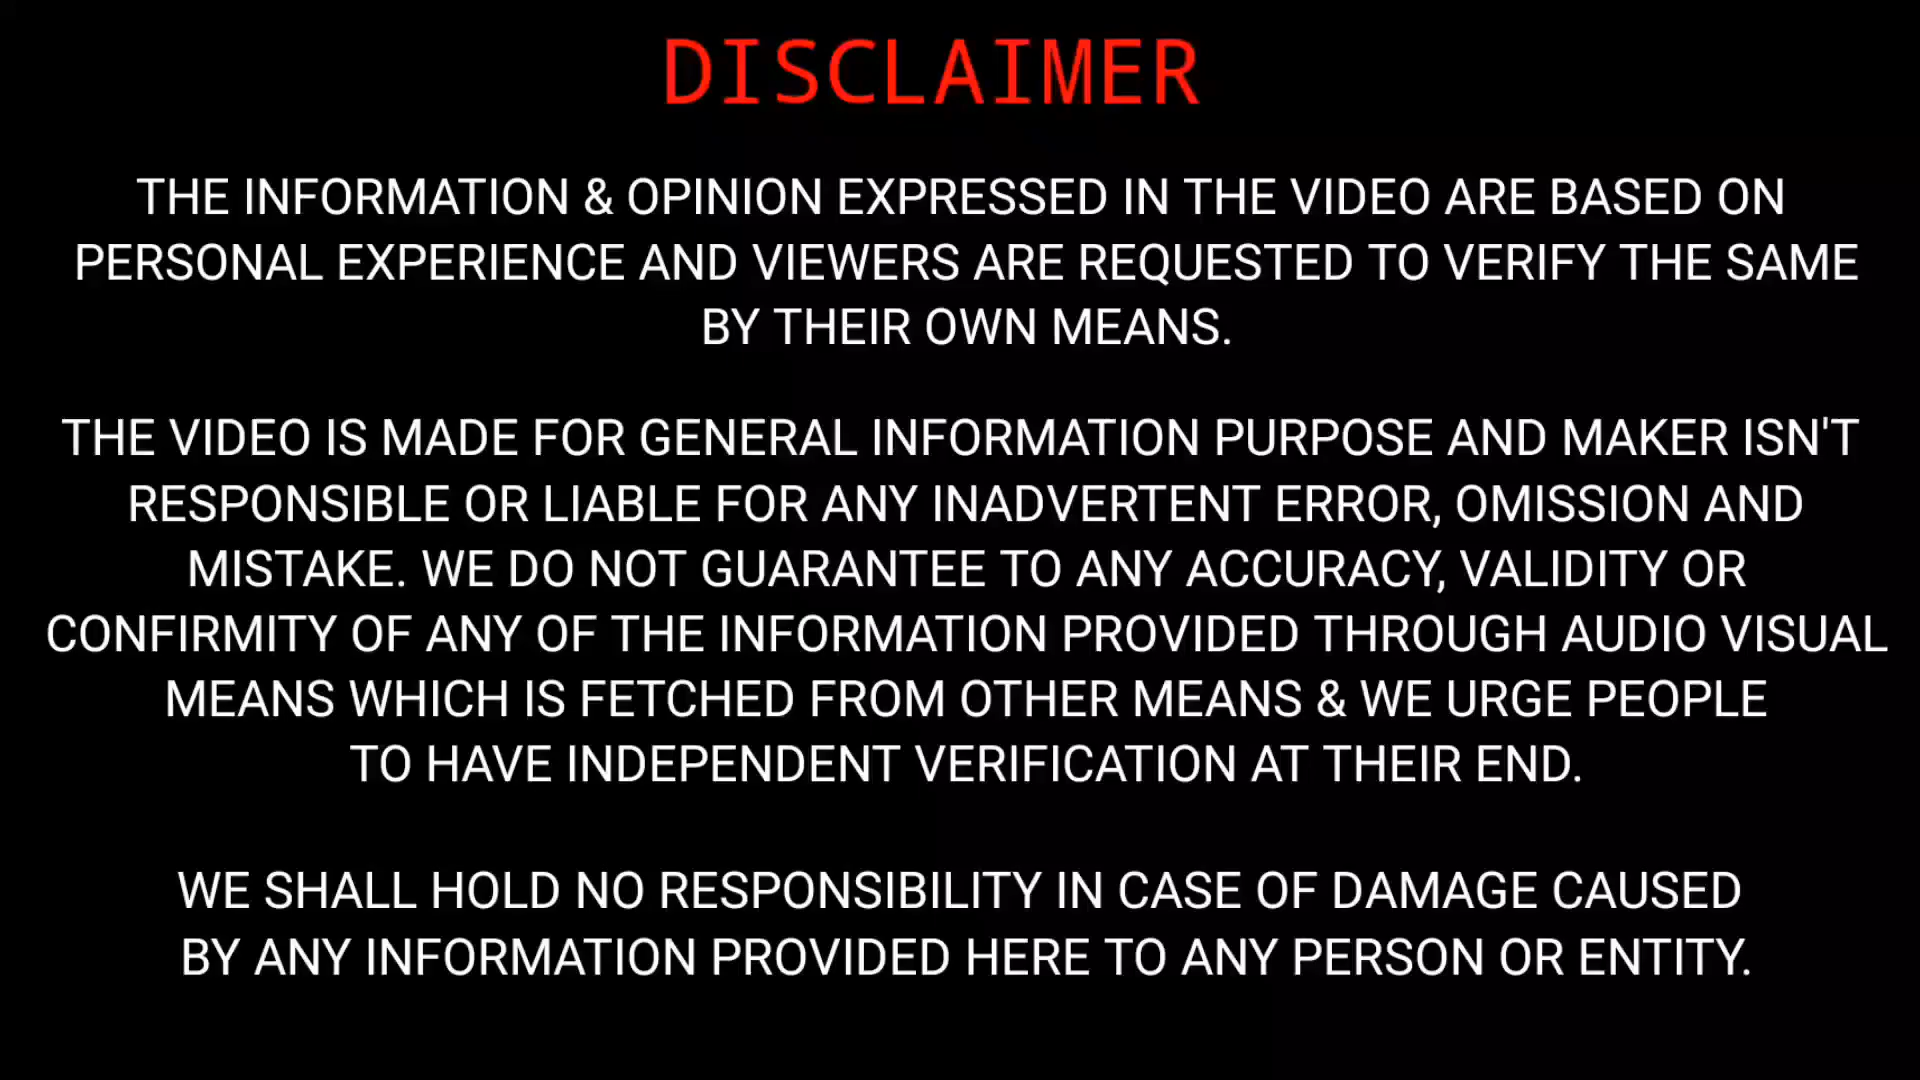 DISCLAIMER
THE INFORMATION & OPINION EXPRESSED IN THE VIDEO ARE BASED ON
PERSONAL EXPERIENCE AND VIEWERS ARE REQUESTED TO VERIFY THE SAME
BY THEIR OWN MEANS.
THE VIDEO IS MADE FOR GENERAL INFORMATION PURPOSE AND MAKER ISN'T
RESPONSIBLE OR LIABLE FOR ANY INADVERTENT ERROR, OMISSION AND
MISTAKE. WE DO NOT GUARANTEE TO ANY ACCURACY, VALIDITY OR
CONFIRMITY OF ANY OF THE INFORMATION PROVIDED THROUGH AUDIO VISUAL
MEANS WHICH IS FETCHED FROM OTHER MEANS & WE URGE PEOPLE
TO HAVE INDEPENDENT VERIFICATION AT THEIR END.
WE SHALL HOLD NO RESPONSIBILITY IN CASE OF DAMAGE CAUSED
BY ANY INFORMATION PROVIDED HERE TO ANY PERSON OR ENTITY.